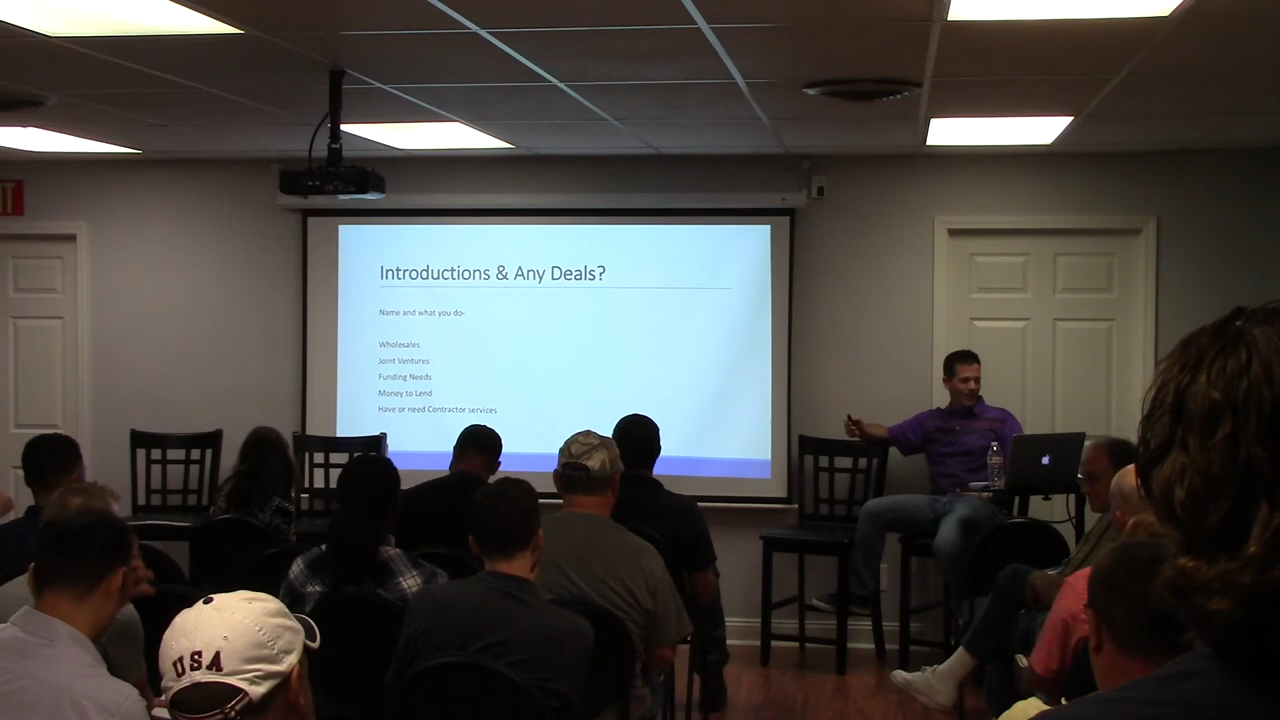 IT
Introductions & Any Deals?
Name and what you do-
Wholesales
Joint Ventures
Funding Needs
Money to Lend
Have or need Contractor services
USA